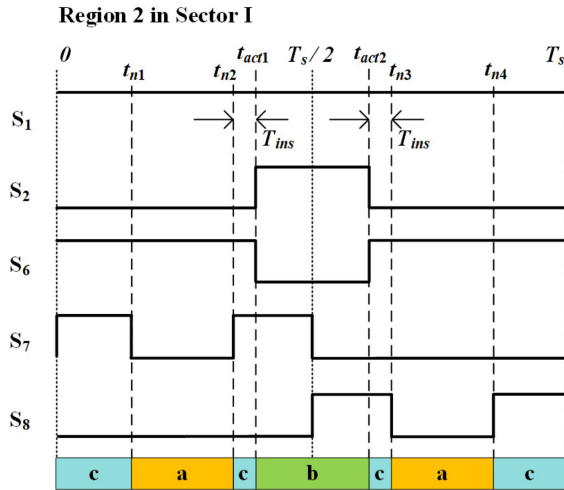 Region 2 in Sector I
0 t_act1 T_s / 2 t_act2 T_s
t_n1 t_n2 t_n3 t_n4
S_1
T_ins T_ins
S_2
S_6
S_7
S_8
c a c b c a c